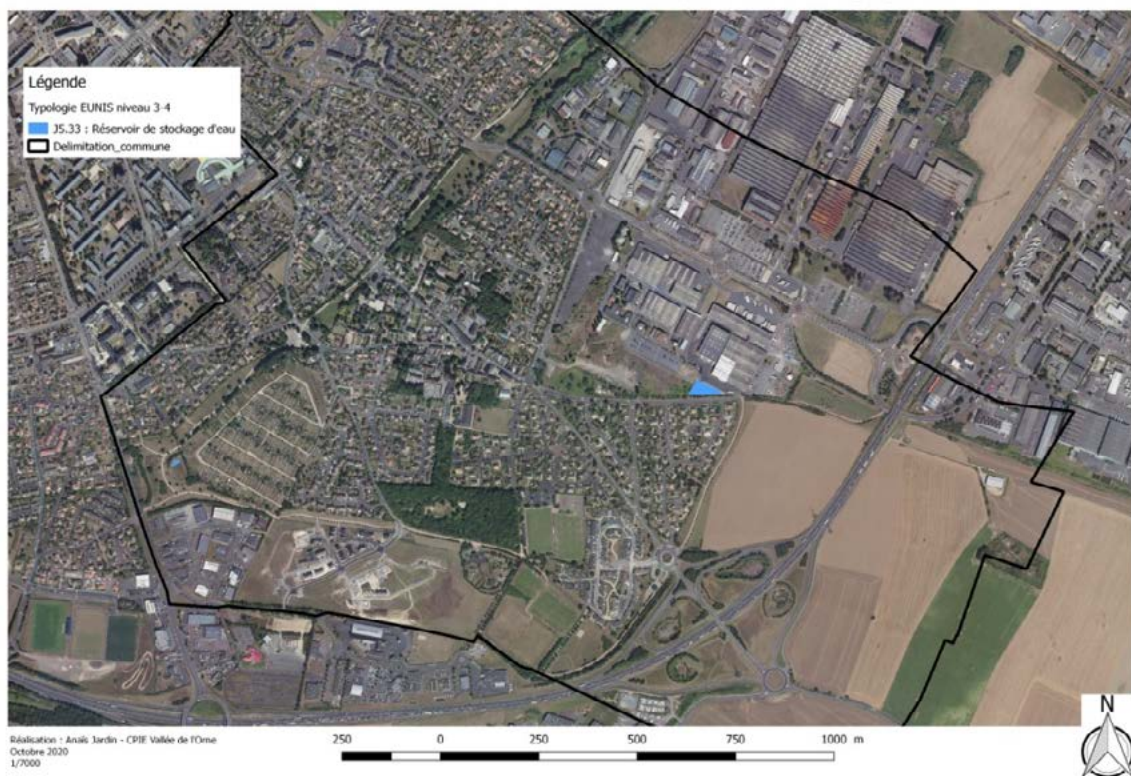 Légende
Typologie EUNIS niveau 3-4
J5.33 : Réservoir de stockage d'eau
Delimitation_commune
Réalisation : Anaïs Jardin - CPIE Vallée de l'Orne
Octobre 2020
1/7000
250 0 250 500 750 1000 m
N